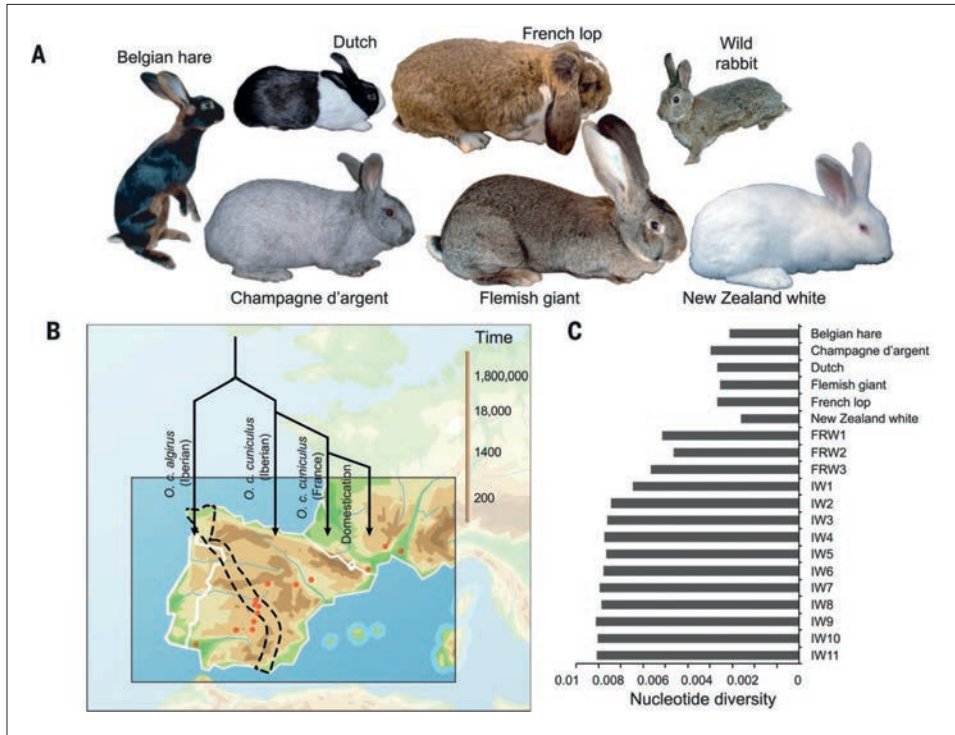 A
Belgian hare
Dutch
French lop
Wild
rabbit
Champagne d'argent
Flemish giant
New Zealand white
B
Time
1,800,000
18,000
1400
200
O. c. algirus
(Iberian)
O. c. cuniculus
(Iberian)
O. c. cuniculus
(France)
Domestication
C
Belgian hare
Champagne d'argent
Dutch
Flemish giant
French lop
New Zealand white
FRW1
FRW2
FRW3
IW1
IW2
IW3
IW4
IW5
IW6
IW7
IW8
IW9
IW10
IW11
0.01 0.008 0.006 0.004 0.002 0
Nucleotide diversity